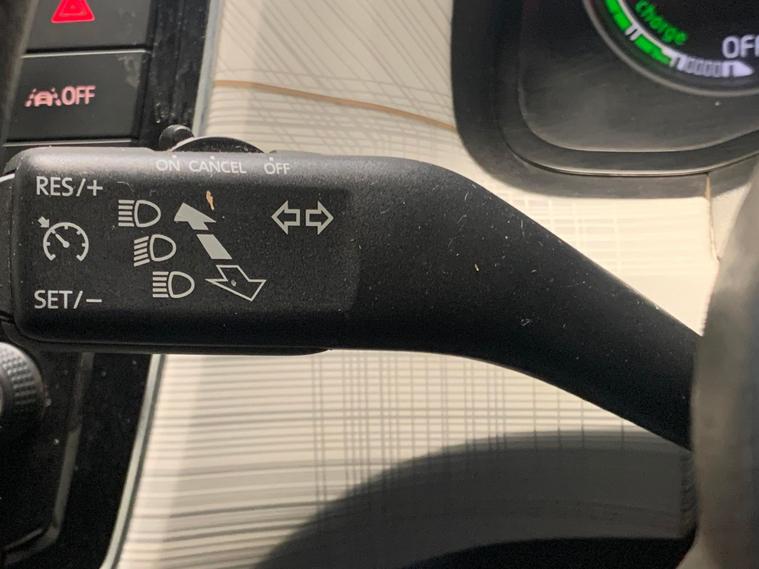 charge
OFF
OFF
ON CANCEL OFF
RES/+
SET/-